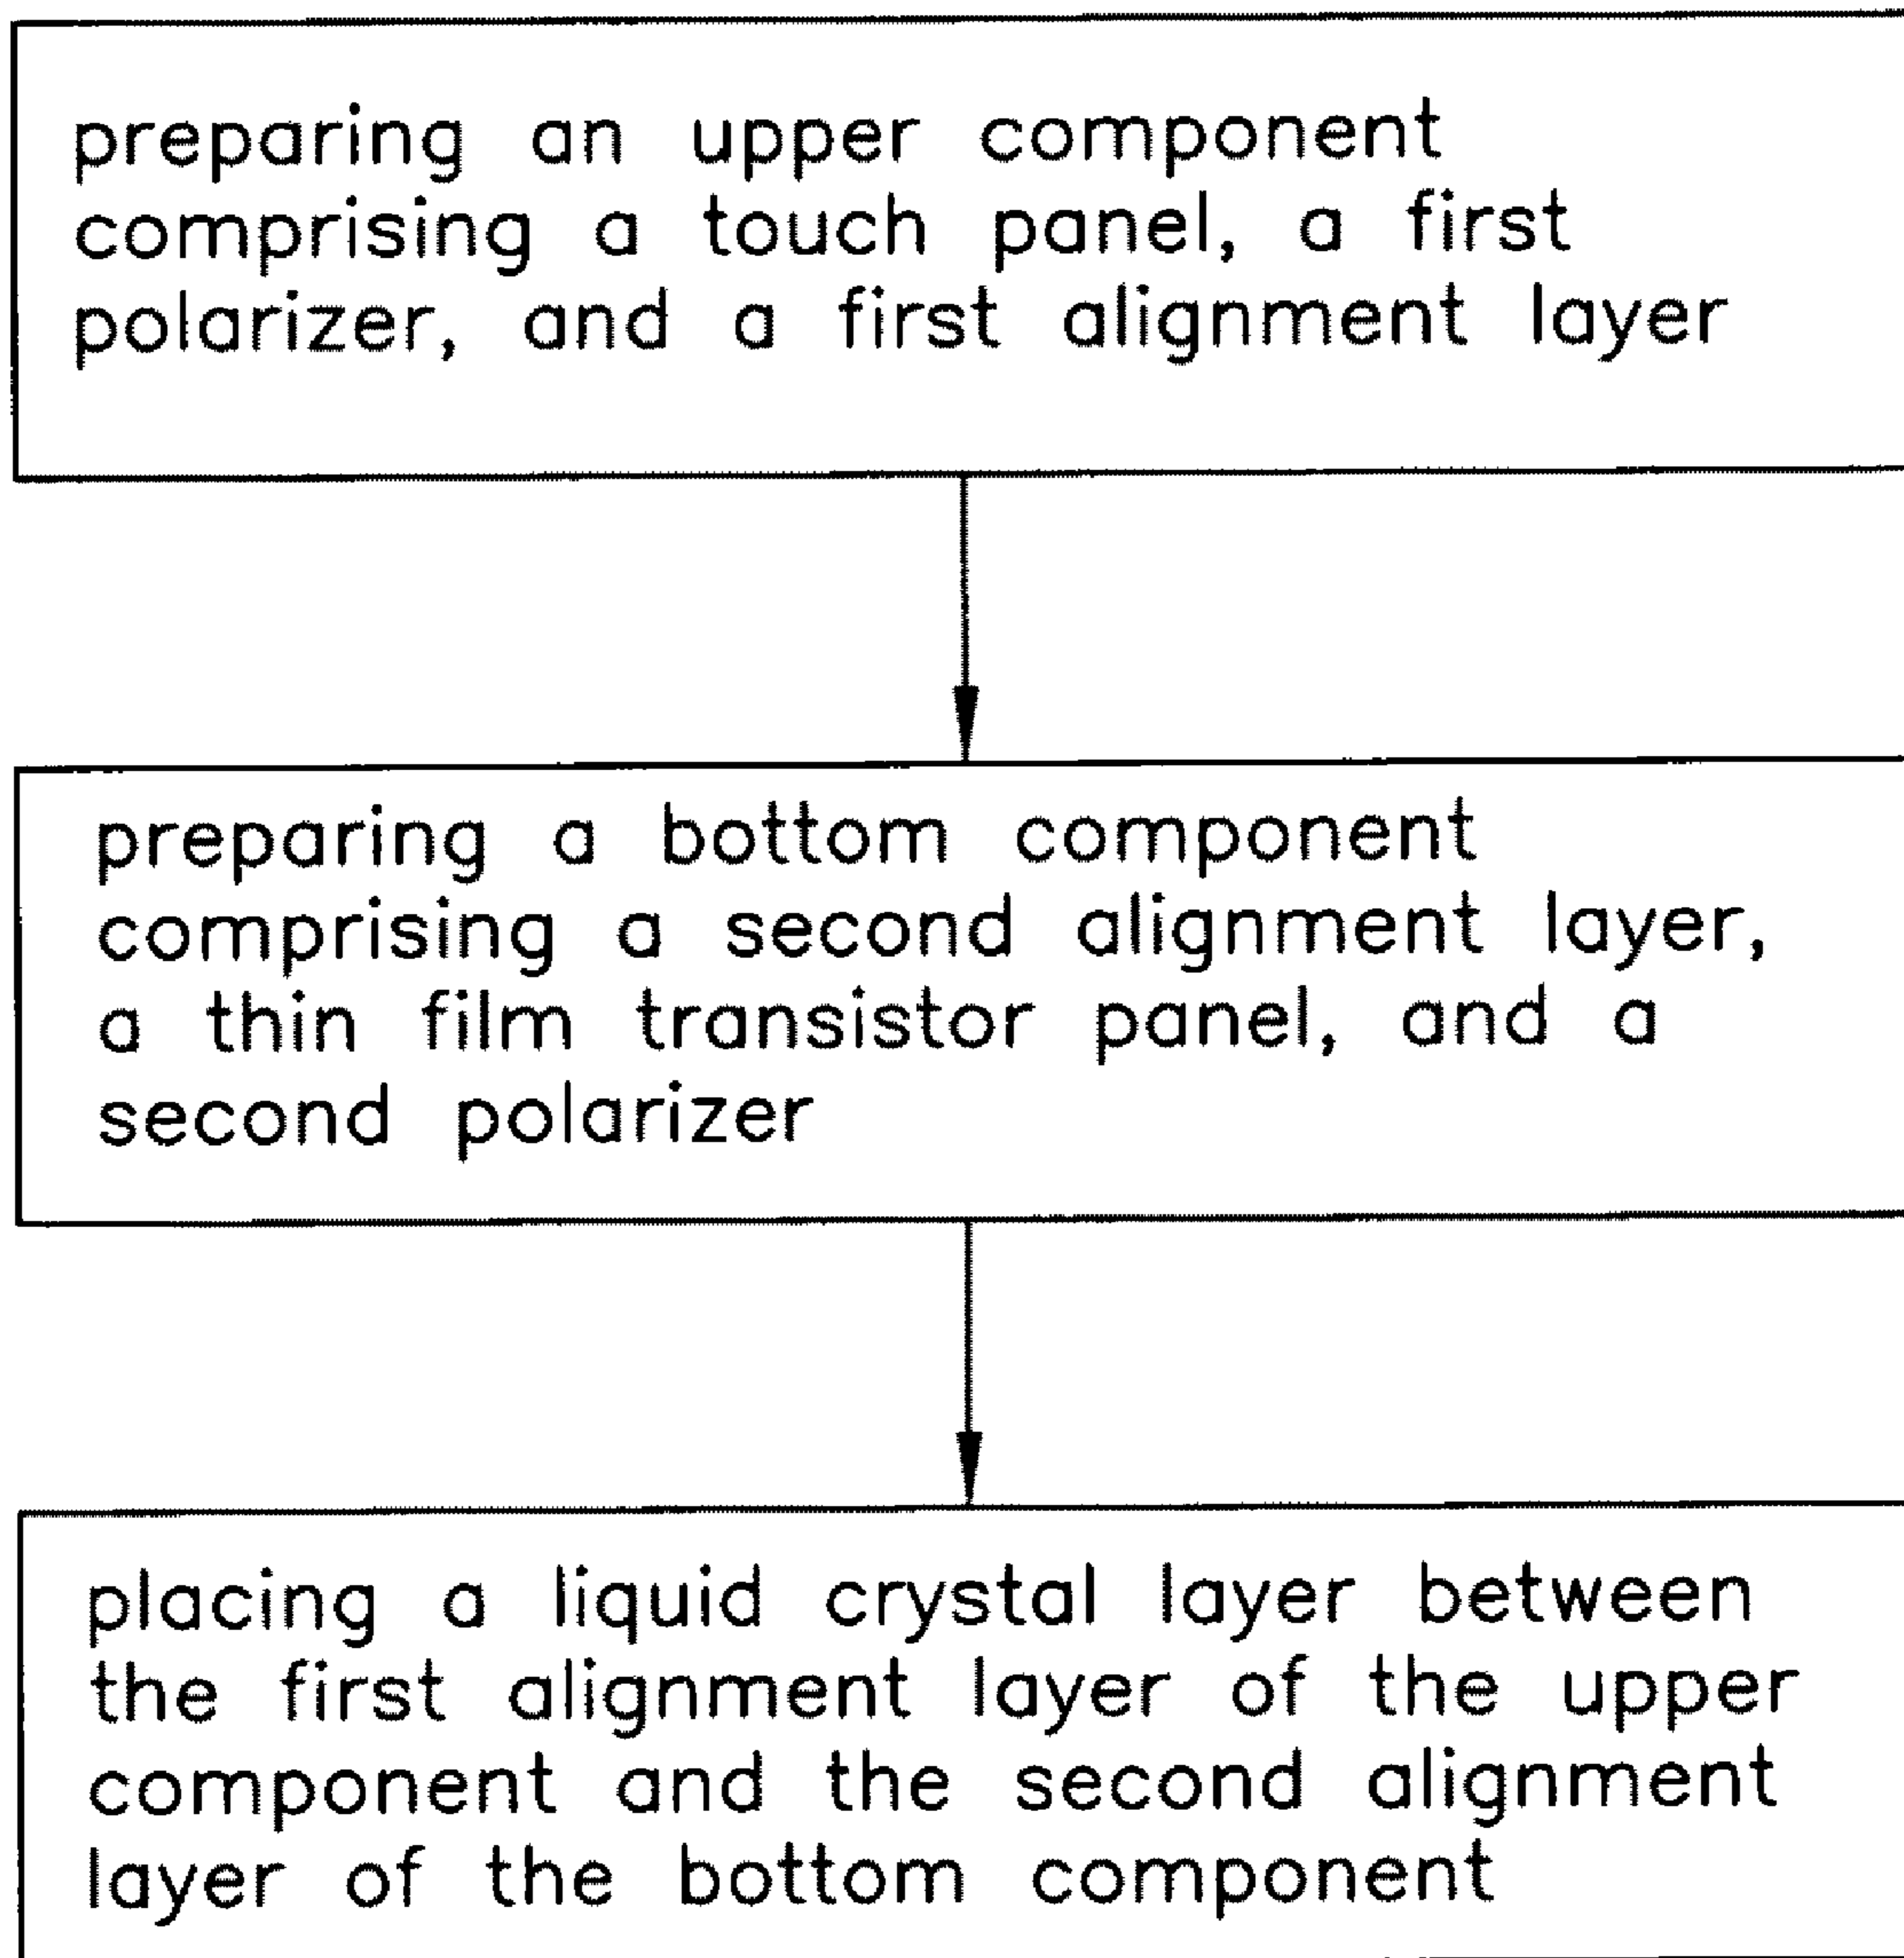 preparing an upper component
comprising a touch panel, a first
polarizer, and a first alignment layer
preparing a bottom component
comprising a second alignment layer,
a thin film transistor panel, and a
second polarizer
placing a liquid crystal layer between
the first alignment layer of the upper
component and the second alignment
layer of the bottom component